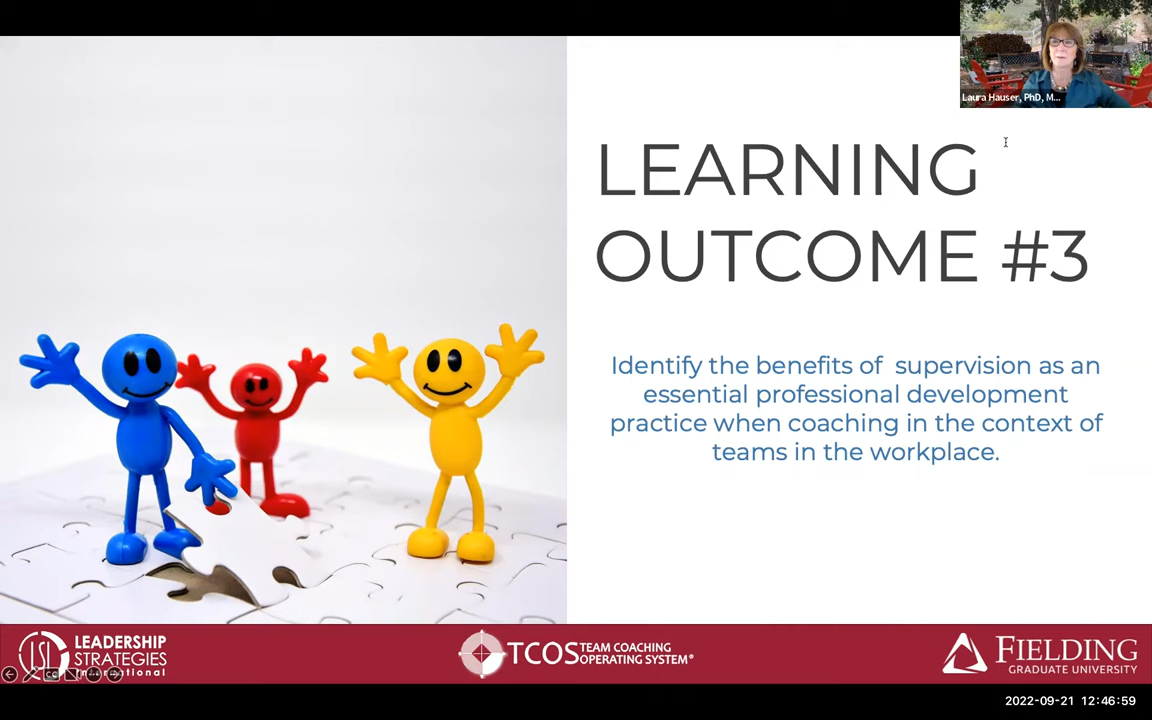 Laura Hauser, PhD, M...
LEARNING
OUTCOME #3
Identify the benefits of supervision as an
essential professional development
practice when coaching in the context of
teams in the workplace.
LEADERSHIP
STRATEGIES
TCOS TEAM COACHING
OPERATING SYSTEM®
FIELDING
GRADUATE UNIVERSITY
2022-09-21 12:46:59